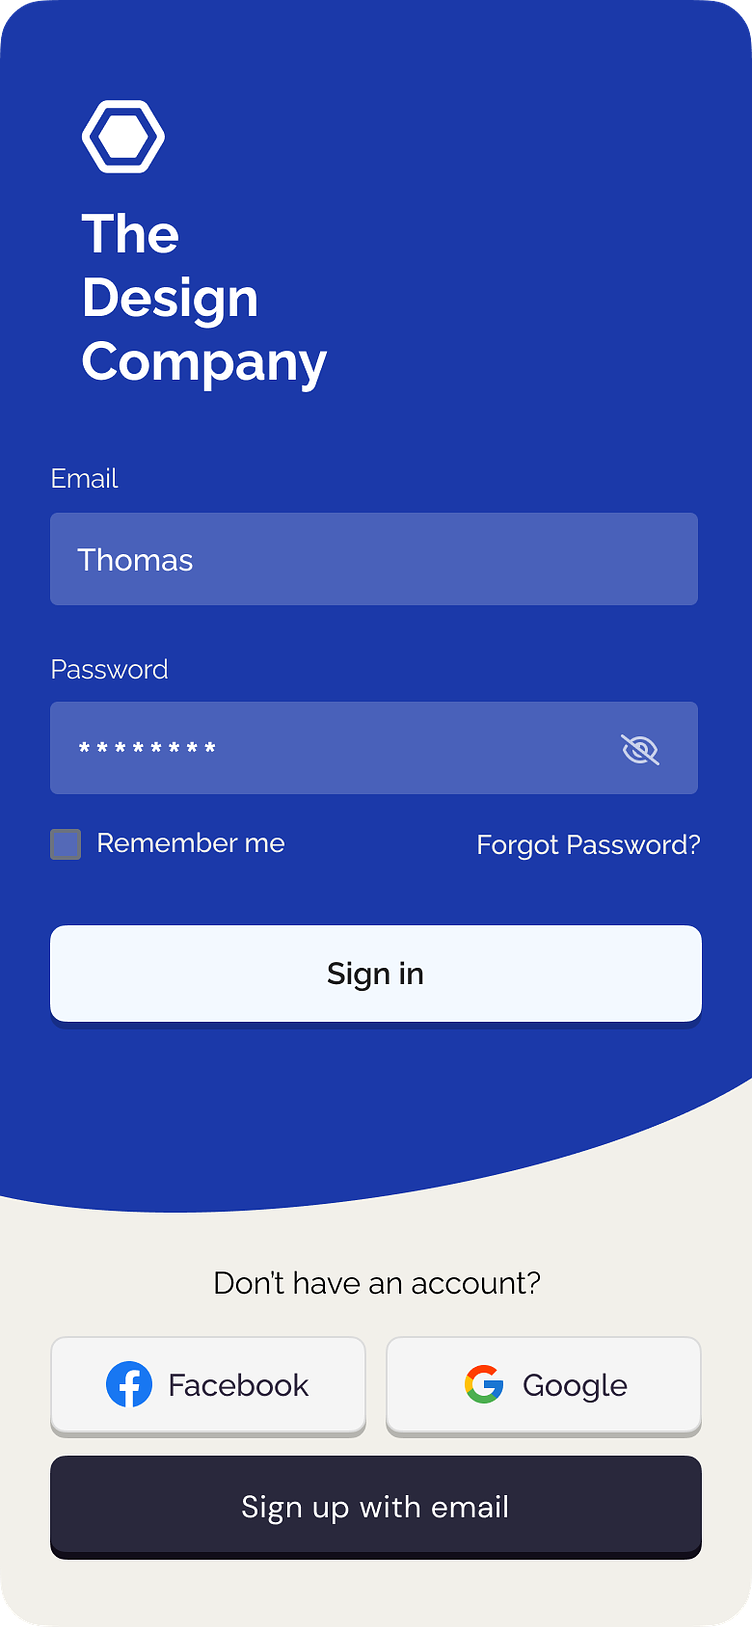 The
Design
Company
Email
Thomas
Password
********
Remember me
Forgot Password?
Sign in
Don’t have an account?
Facebook
Google
Sign up with email